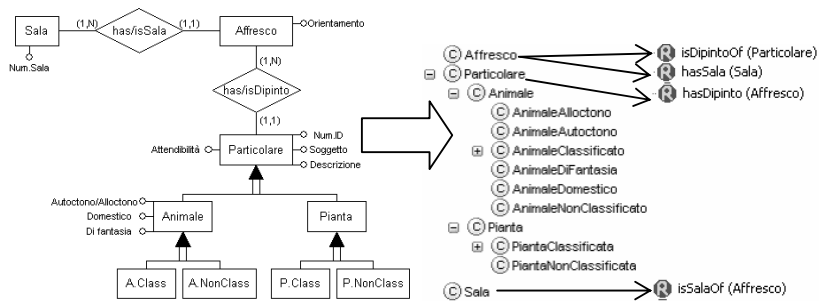 Sala
(1,N)
has/isSala
(1,1)
Affresco
Orientamento
Num.Sala
(1,N)
has/isDipinto
(1,1)
Num.ID
Attendibilità
Particolare
Soggetto
Descrizione
Autoctono/Alloctono
Domestico
Di fantasia
Animale
Pianta
A.Class
A.NonClass
P.Class
P.NonClass
C Affresco
R isDipintoOf (Particolare)
C Particolare
R hasSala (Sala)
C Animale
R hasDipinto (Affresco)
C AnimaleAlloctono
C AnimaleAutoctono
C AnimaleClassificato
C AnimaleDiFantasia
C AnimaleDomestico
C AnimaleNonClassificato
C Pianta
C PiantaClassificata
C PiantaNonClassificata
C Sala
R isSalaOf (Affresco)